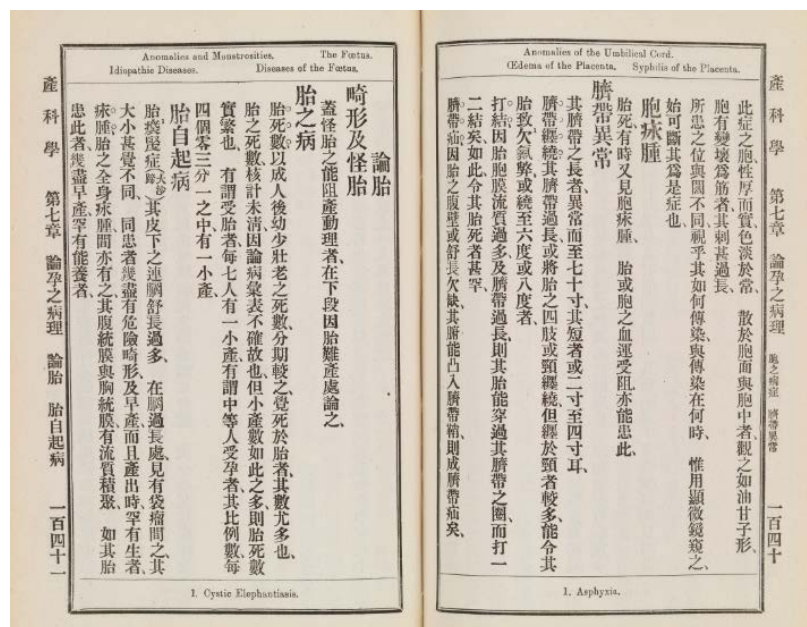 Anomalies of the Umbilical Cord.
Œdema of the Placenta. Syphilis of the Placenta.
產科學 第七章 論孕之病理 胞之病症 臍帶異常 一百四十
此症之胞性厚而實色淡於常、散於胞面與胞中者觀之如油甘子形、
胞有變壞爲筋者其剌甚過長、
所患之位與闊不同視乎其如何傳染與傳染在何時、惟用顯微鏡窺之、
始可斷其爲是症也、
胞疷腫
胎死有時又見胞疷腫、胎或胞之血運受阻亦能患此、
臍帶異常
其臍帶之長者異常而至七十寸其短者或二寸至四寸耳、
臍帶纏繞其臍帶過長或將胎之四肢或頸纏繞但纏於頸者較多能令其
胎致欠氣弊或繞至六度或八度者、
打結因胎胞膜流質過多及臍帶過長則其胎能穿過其臍帶之圈而打一
二結矣如此令其胎死者甚罕、
臍帶疝因胎之腹壁或舒長欠缺其腑能凸入臍帶鞘則成臍帶疝矣、
1. Asphyxia.
Anomalies and Monstrosities. The Fœtus.
Idiopathic Diseases. Diseases of the Fœtus.
論胎
畸形及怪胎
蓋怪胎之能阻產動理者、在下段因胎難產處論之、
胎之病
胎死數以成人後幼少壯老之死數、分期較之、覺死於胎者其數尤多也、
胎之死數核計未清因論病彙表不確故也但小產數如此之多則胎死數
實繁也、有謂受胎者每七人有一小產、有謂中等人受孕者其比例數、每
四個零三分一之中、有一小產、
胎自起病
其皮下之連膶舒長過多、在膶過長處見有袋瘤間之、其
大小甚覺不同、同患者幾盡有危險畸形及早產而且產出時罕有生者、
疷腫胎之全身疷腫間亦有之其腹統膜與胸統膜有流質積聚、如其胎
患此者、幾盡早產罕有能養者、
1. Cystic Elephantiasis.
產科學 第七章 論孕之病理 論胎 胎自起病 一百四十一